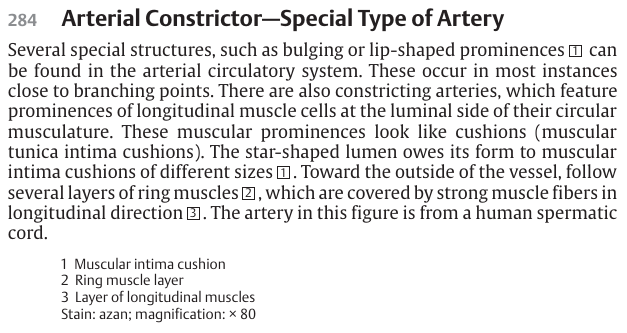 284 Arterial Constrictor—Special Type of Artery
Several special structures, such as bulging or lip-shaped prominences 1 can
be found in the arterial circulatory system. These occur in most instances
close to branching points. There are also constricting arteries, which feature
prominences of longitudinal muscle cells at the luminal side of their circular
musculature. These muscular prominences look like cushions (muscular
tunica intima cushions). The star-shaped lumen owes its form to muscular
intima cushions of different sizes 1. Toward the outside of the vessel, follow
several layers of ring muscles 2, which are covered by strong muscle fibers in
longitudinal direction 3. The artery in this figure is from a human spermatic
cord.
1 Muscular intima cushion
2 Ring muscle layer
3 Layer of longitudinal muscles
Stain: azan; magnification: × 80